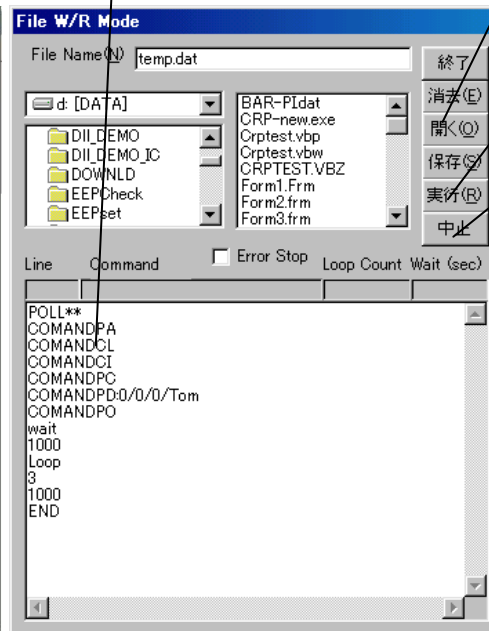 File W/R Mode
File Name(N) temp.dat
終了
消去(E)
開く(O)
保存(S)
実行(R)
中止
d: [DATA]
DII_DEMO
DII_DEMO_IC
DOWNLD
EEPCheck
EEPset
BAR-PIdat
CRP-new.exe
Crptest.vbp
Crptest.vbw
CRPTEST.VBZ
Form1.Frm
Form2.frm
Form3.frm
Error Stop
Line Command Loop Count Wait (sec)
POLL**
COMANDPA
COMANDCL
COMANDCI
COMANDPC
COMANDPD:0/0/0/Tom
COMANDPO
wait
1000
Loop
3
1000
END